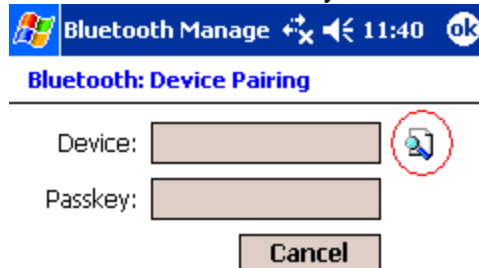 Bluetooth Manage 11:40 ok
Bluetooth: Device Pairing
Device:
Passkey:
Cancel